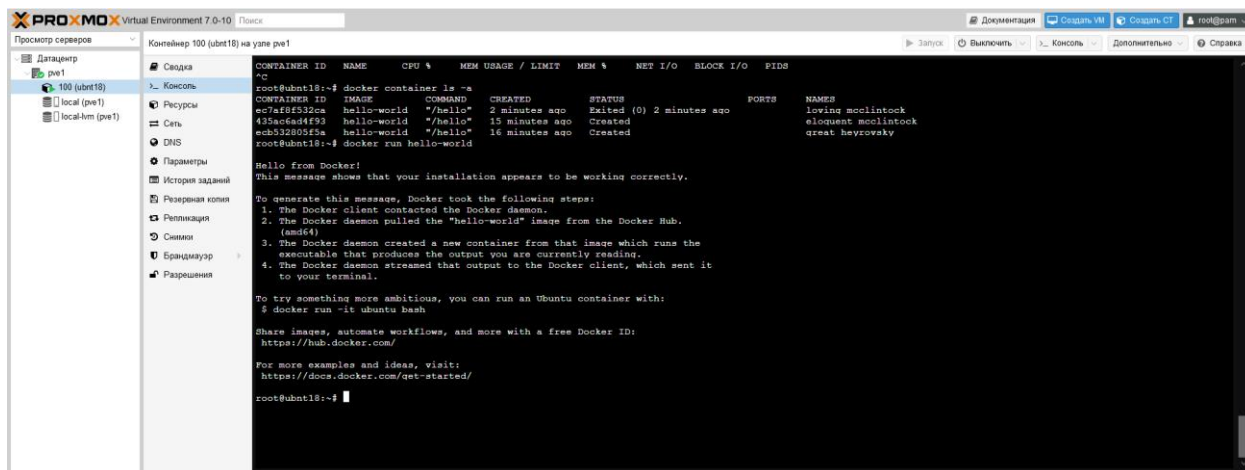 PROXMOX Virtual Environment 7.0-10 Поиск Документация Создать VM Создать CT root@pam
Просмотр серверов
Контейнер 100 (ubnt18) на узле pve1 Запуск Выключить Консоль Дополнительно Справка
Датацентр
pve1
100 (ubnt18)
local (pve1)
local-lvm (pve1)
Сводка
>_ Консоль
Ресурсы
Сеть
DNS
Параметры
История заданий
Резервная копия
Репликация
Снимки
Брандмауэр
Разрешения
CONTAINER ID NAME CPU % MEM USAGE / LIMIT MEM % NET I/O BLOCK I/O PIDS
^C
root@ubnt18:~# docker container ls -a
CONTAINER ID IMAGE COMMAND CREATED STATUS PORTS NAMES
ec7af8f532ca hello-world "/hello" 2 minutes ago Exited (0) 2 minutes ago loving_mcclintock
435ac6ad4f93 hello-world "/hello" 15 minutes ago Created eloquent_mcclintock
ecb532805f5a hello-world "/hello" 16 minutes ago Created great_heyrovsky
root@ubnt18:~# docker run hello-world
Hello from Docker!
This message shows that your installation appears to be working correctly.
To generate this message, Docker took the following steps:
1. The Docker client contacted the Docker daemon.
2. The Docker daemon pulled the "hello-world" image from the Docker Hub.
(amd64)
3. The Docker daemon created a new container from that image which runs the
executable that produces the output you are currently reading.
4. The Docker daemon streamed that output to the Docker client, which sent it
to your terminal.
To try something more ambitious, you can run an Ubuntu container with:
$ docker run -it ubuntu bash
Share images, automate workflows, and more with a free Docker ID:
https://hub.docker.com/
For more examples and ideas, visit:
https://docs.docker.com/get-started/
root@ubnt18:~#